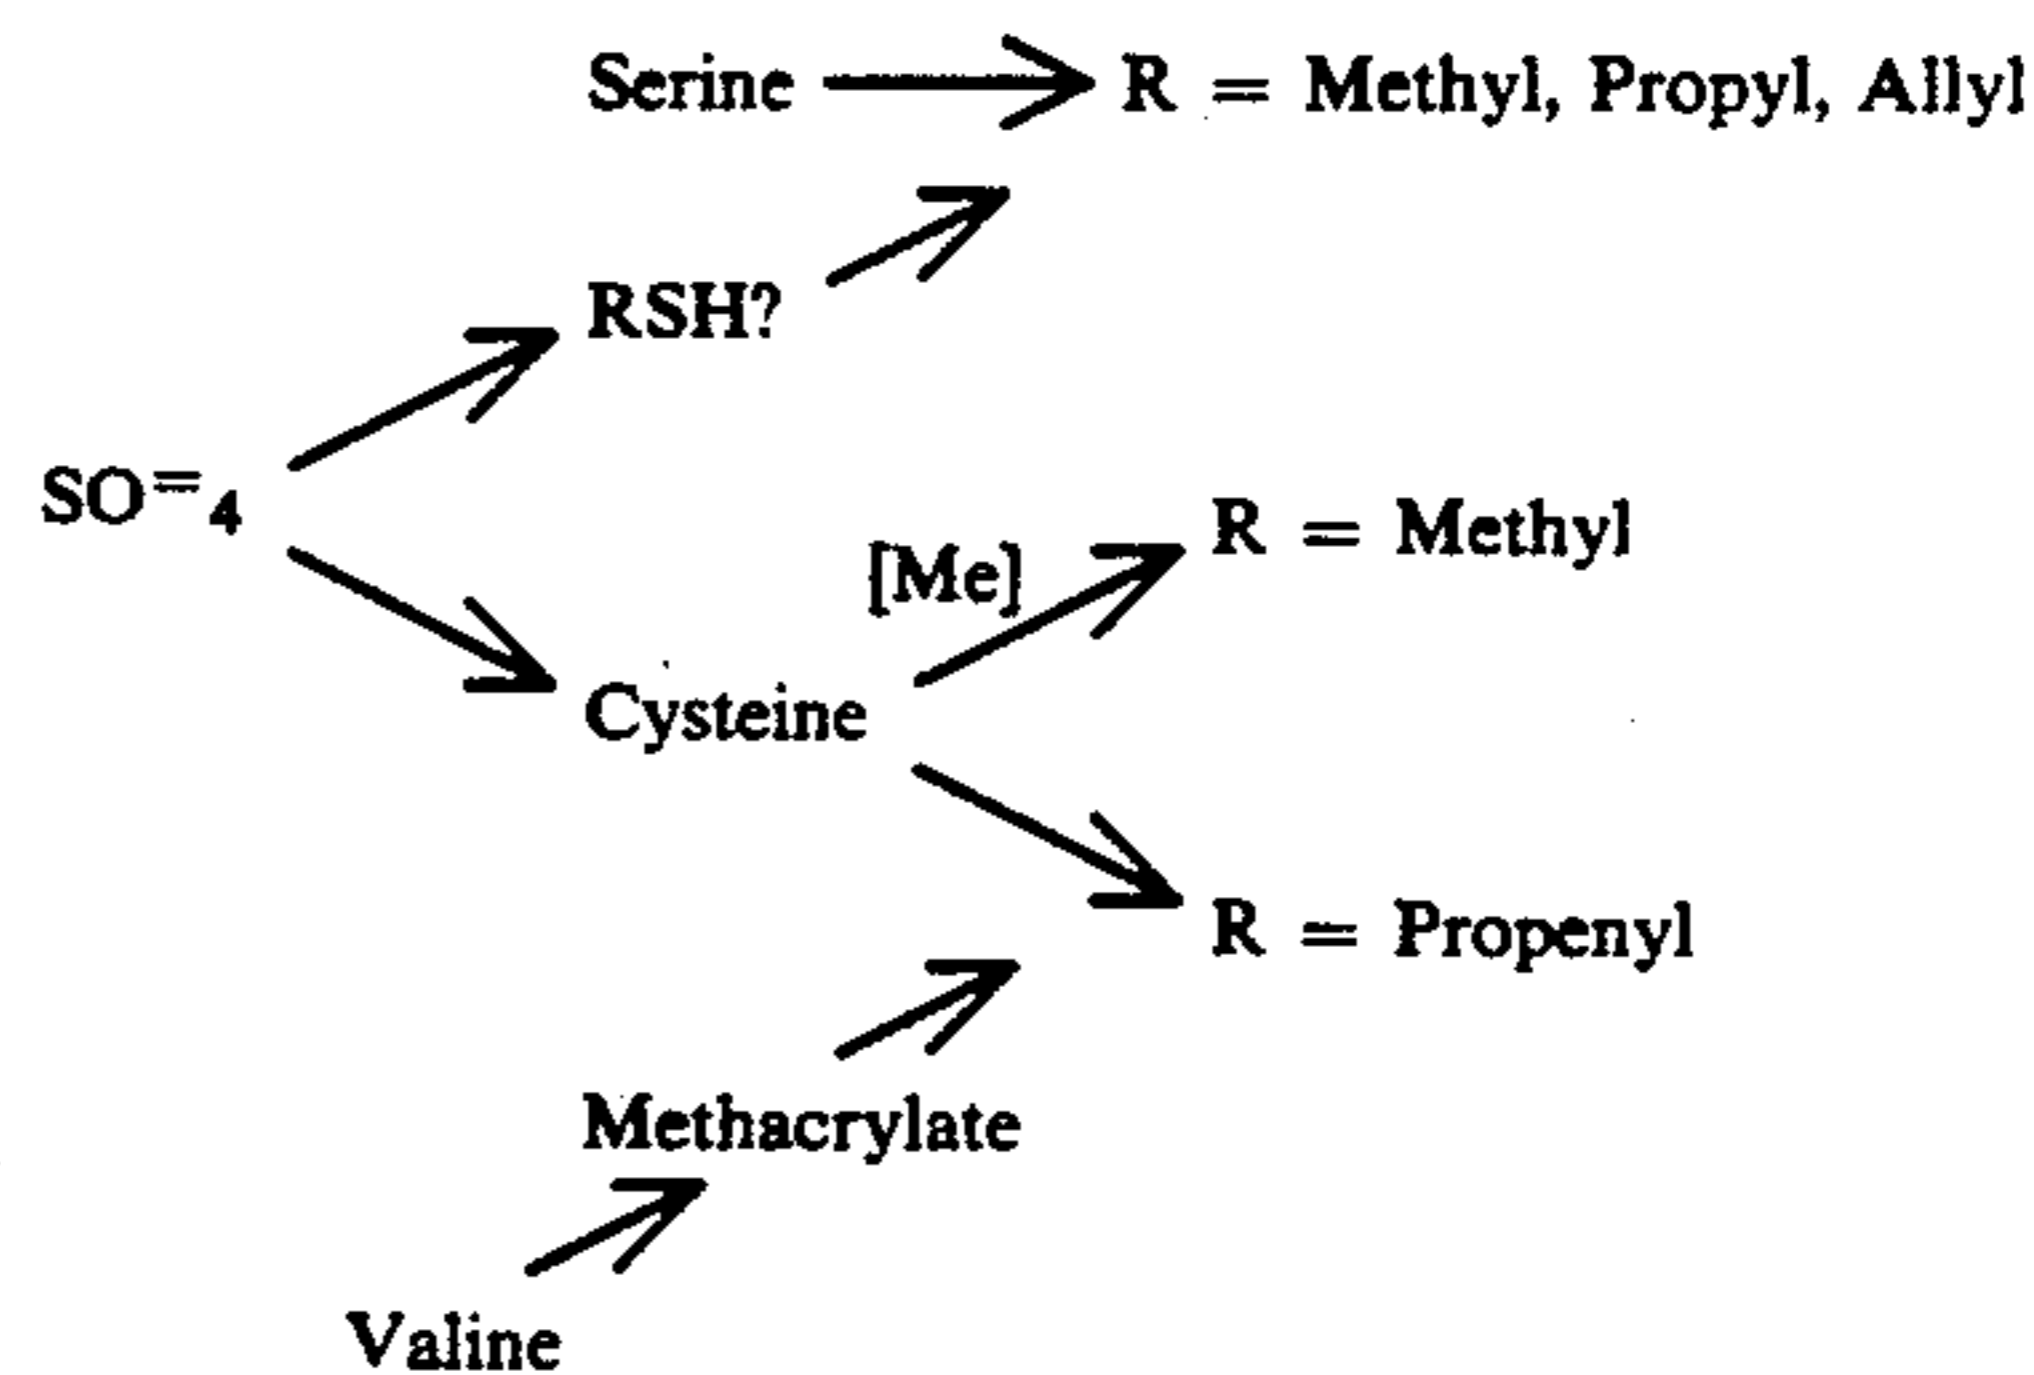 Serine R = Methyl, Propyl, Allyl
RSH?
SO=4
R = Methyl
[Me]
Cysteine
R = Propenyl
Methacrylate
Valine